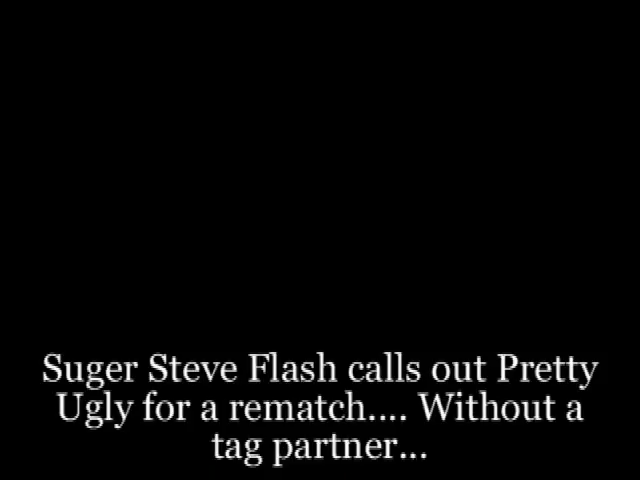 Suger Steve Flash calls out Pretty
Ugly for a rematch.... Without a
tag partner...